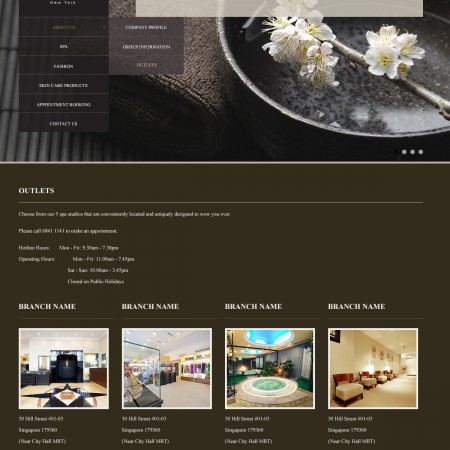 New York
ABOUT US
COMPANY PROFILE
SPA
GROUP INFORMATION
FASHION
OUTLETS
SKIN CARE PRODUCTS
APPOINTMENT BOOKING
CONTACT US
OUTLETS
Choose from our 5 spa studios that are conveniently located and uniquely designed to wow you over.
Please call 6841 1141 to make an appointment.
Hotline Hours: Mon - Fri: 9.30am - 7.30pm
Operating Hours: Mon - Fri: 11.00am - 7.45pm
Sat - Sun: 10.00am - 3.45pm
Closed on Public Holidays
BRANCH NAME BRANCH NAME BRANCH NAME BRANCH NAME
30 Hill Street #01-03 30 Hill Street #01-03 30 Hill Street #01-03 30 Hill Street #01-03
Singapore 179360 Singapore 179360 Singapore 179360 Singapore 179360
(Near City Hall MRT) (Near City Hall MRT) (Near City Hall MRT) (Near City Hall MRT)